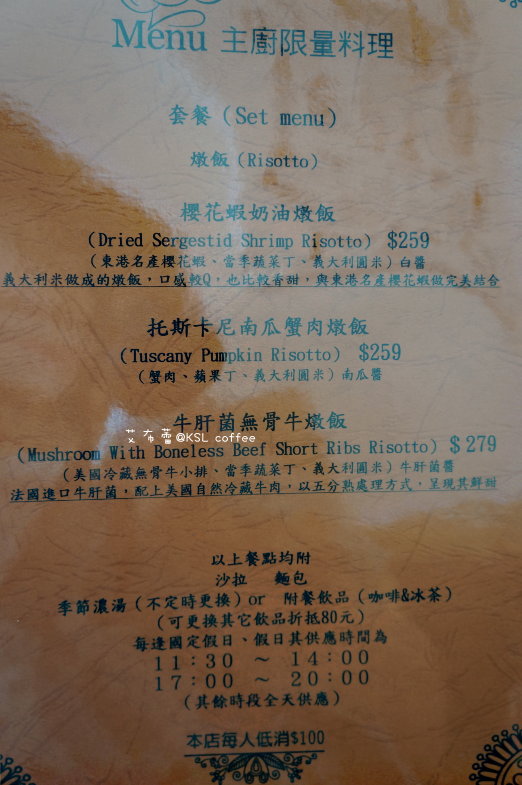 Menu 主廚限量料理
套餐(Set menu)
燉飯(Risotto)
櫻花蝦奶油燉飯
(Dried Sergestid Shrimp Risotto) $259
(東港名產櫻花蝦、當季蔬菜丁、義大利圓米)白醬
義大利米做成的燉飯，口感較Q，也比較香甜，與東港名產櫻花蝦做完美結合
托斯卡尼南瓜蟹肉燉飯
(Tuscany Pumpkin Risotto) $259
(蟹肉、蘋果丁、義大利圓米)南瓜醬
牛肝菌無骨牛燉飯
艾布蕾@KSL coffee
(Mushroom With Boneless Beef Short Ribs Risotto) $279
(美國冷藏無骨牛小排、當季蔬菜丁、義大利圓米)牛肝菌醬
法國進口牛肝菌，配上美國自然冷藏牛肉，以五分熟處理方式，呈現其鮮甜
以上餐點均附
沙拉 麵包
季節濃湯(不定時更換)or 附餐飲品(咖啡&冰茶)
(可更換其它飲品折抵80元)
每逢國定假日、假日其供應時間為
11:30 ~ 14:00
17:00 ~ 20:00
(其餘時段全天供應)
本店每人低消$100